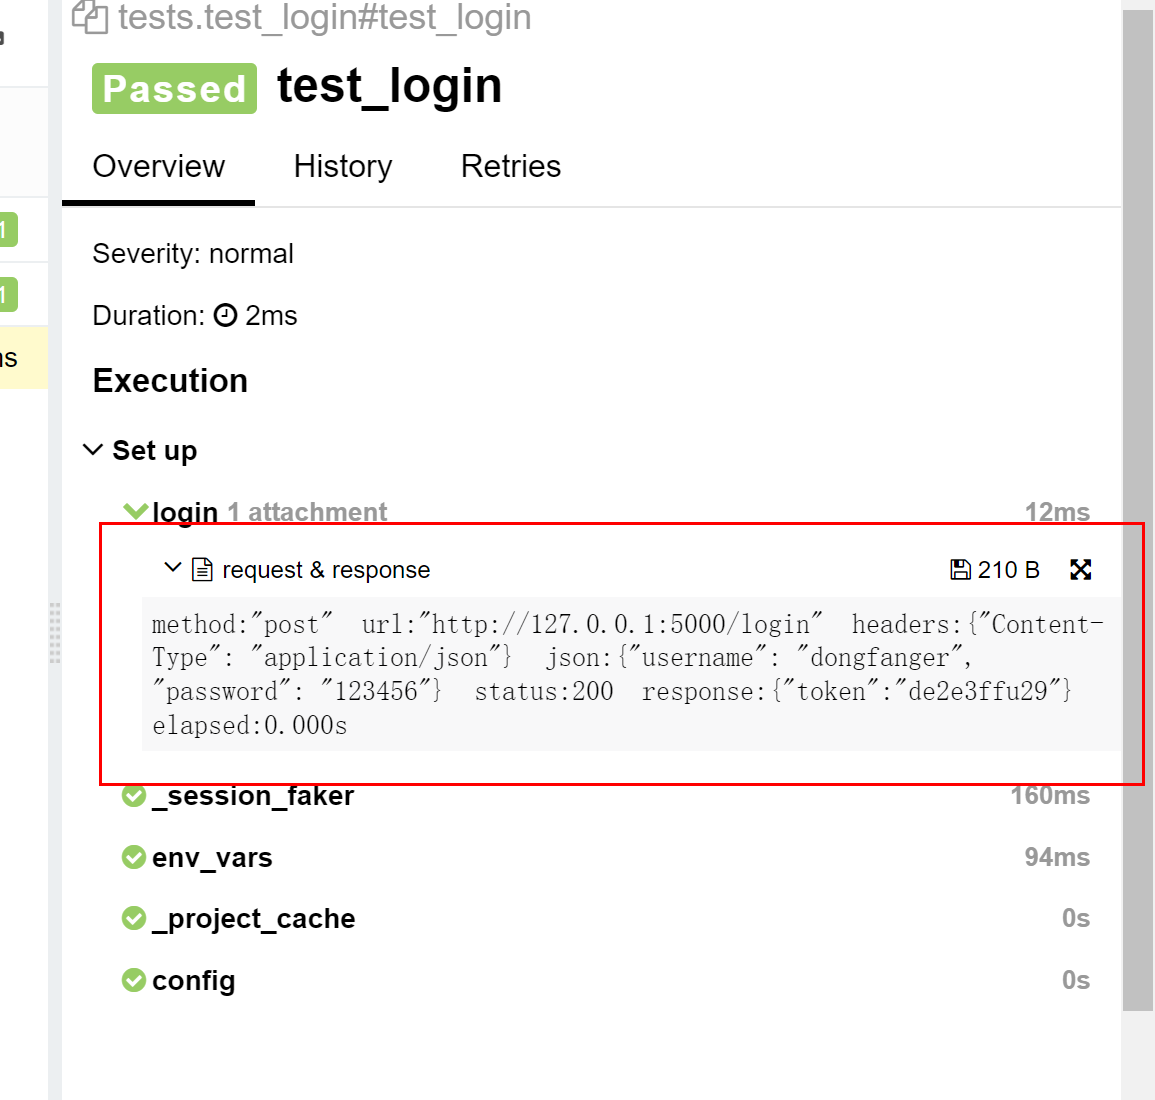 tests.test_login#test_login
Passed test_login
Overview History Retries
1
Severity: normal
1
Duration: 2ms
Execution
Set up
login 1 attachment 12ms
request & response 210 B
method:"post"  url:"http://127.0.0.1:5000/login"  headers:{"Content-
Type": "application/json"}  json:{"username": "dongfanger",
"password": "123456"}  status:200  response:{"token":"de2e3ffu29"}
elapsed:0.000s
_session_faker 160ms
env_vars 94ms
_project_cache 0s
config 0s